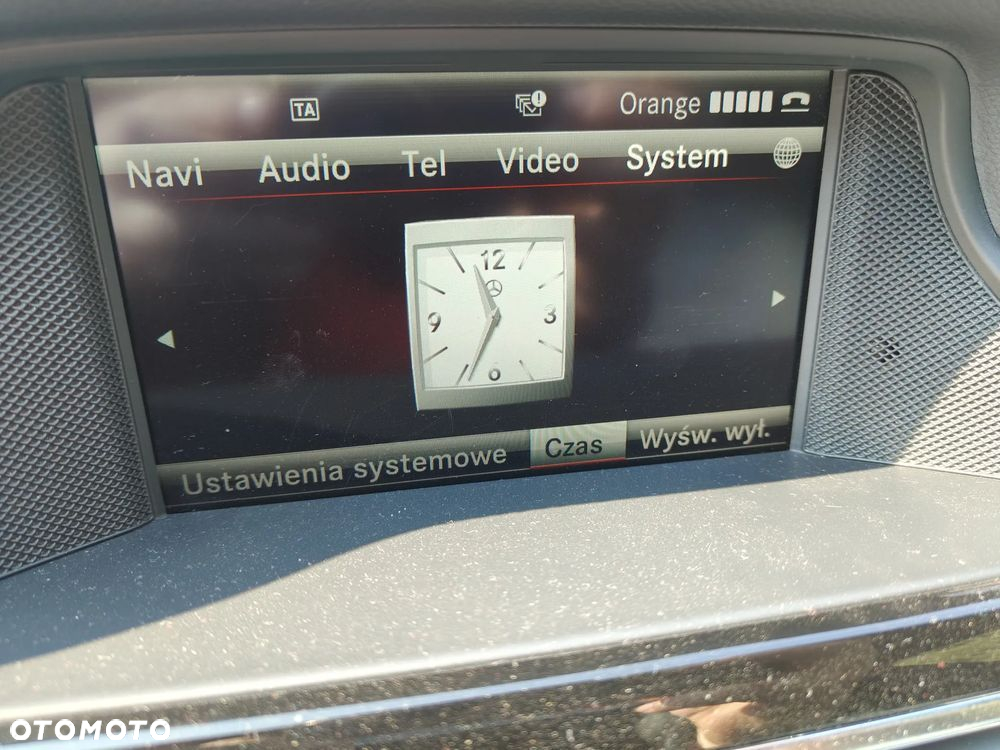 TA
Orange
Navi Audio Tel Video System
12
9 3
6
Ustawienia systemowe Czas Wyśw. wył.
OTOMOTO